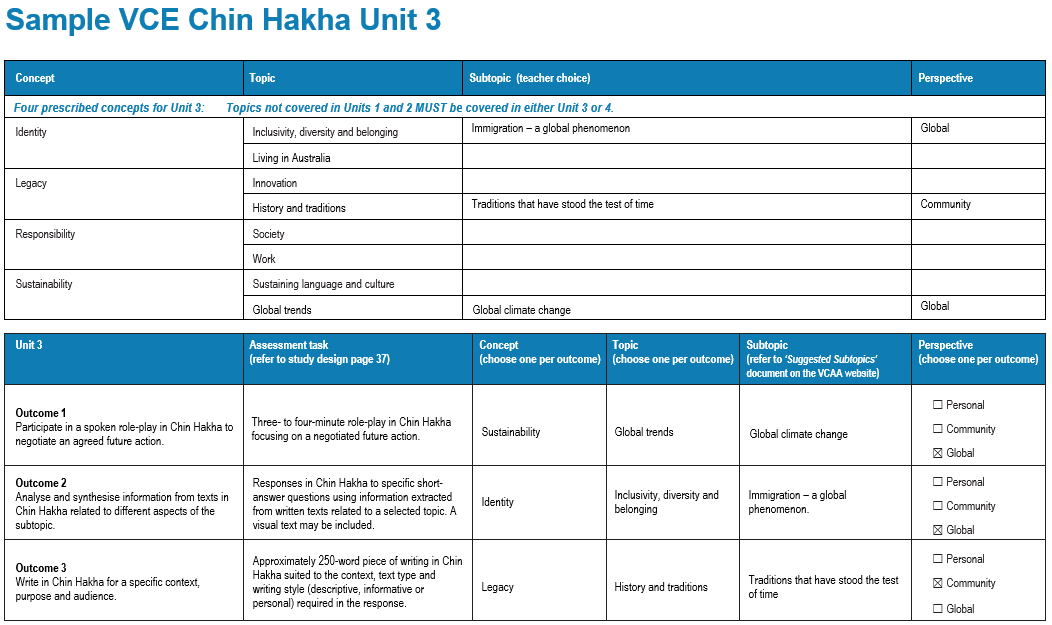 Sample VCE Chin Hakha Unit 3
Concept Topic Subtopic (teacher choice) Perspective
Four prescribed concepts for Unit 3: Topics not covered in Units 1 and 2 MUST be covered in either Unit 3 or 4.
Identity Inclusivity, diversity and belonging Immigration – a global phenomenon Global
Living in Australia
Legacy Innovation
History and traditions Traditions that have stood the test of time Community
Responsibility Society
Work
Sustainability Sustaining language and culture
Global trends Global climate change Global
Unit 3
Assessment task
(refer to study design page 37)
Concept
(choose one per outcome)
Topic
(choose one per outcome)
Subtopic
(refer to ‘Suggested Subtopics’
document on the VCAA website)
Perspective
(choose one per outcome)
Outcome 1
Participate in a spoken role-play in Chin Hakha to
negotiate an agreed future action.
Three- to four-minute role-play in Chin Hakha
focusing on a negotiated future action.
Sustainability
Global trends
Global climate change
☐ Personal
☐ Community
☒ Global
Outcome 2
Analyse and synthesise information from texts in
Chin Hakha related to different aspects of the
subtopic.
Responses in Chin Hakha to specific short-
answer questions using information extracted
from written texts related to a selected topic. A
visual text may be included.
Identity
Inclusivity, diversity and
belonging
Immigration – a global
phenomenon.
☐ Personal
☐ Community
☒ Global
Outcome 3
Write in Chin Hakha for a specific context,
purpose and audience.
Approximately 250-word piece of writing in Chin
Hakha suited to the context, text type and
writing style (descriptive, informative or
personal) required in the response.
Legacy
History and traditions
Traditions that have stood the test
of time
☐ Personal
☒ Community
☐ Global